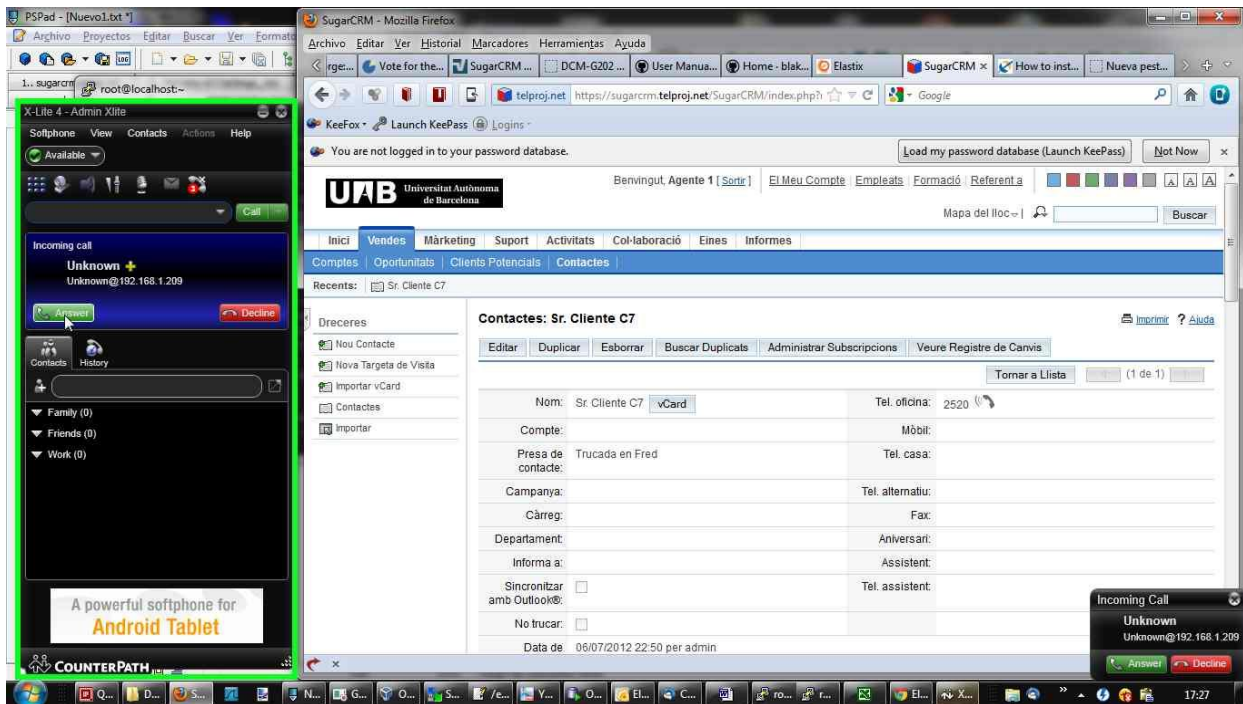 PSPad - [Nuevo1.txt *]
Archivo Proyectos Editar Buscar Ver Formato
1.. sugarcrm
root@localhost:~
X-Lite 4 - Admin Xlite
Softphone View Contacts Actions Help
Available
Call
Incoming call
Unknown
Unknown@192.168.1.209
Answer Decline
Contacts History
Family (0)
Friends (0)
Work (0)
A powerful softphone for
Android Tablet
COUNTERPATH
SugarCRM - Mozilla Firefox
Archivo Editar Ver Historial Marcadores Herramientas Ayuda
rge:... Vote for the... SugarCRM ... DCM-G202 ... User Manua... Home - blak... Elastix SugarCRM × How to inst... Nueva pest...
telproj.net https://sugarcrm.telproj.net/SugarCRM/index.php? Google
KeeFox Launch KeePass Logins
You are not logged in to your password database. Load my password database (Launch KeePass) Not Now ×
UAB Universitat Autònoma
de Barcelona
Benvingut, Agente 1 [ Sortir ] El Meu Compte Empleats Formació Referent a A A A
Mapa del lloc Buscar
Inici Vendes Màrketing Suport Activitats Col·laboració Eines Informes
Comptes Oportunitats Clients Potencials Contactes
Recents: Sr. Cliente C7
Dreceres
Nou Contacte
Nova Targeta de Visita
Importar vCard
Contactes
Importar
Contactes: Sr. Cliente C7 Imprimir ? Ajuda
Editar Duplicar Esborrar Buscar Duplicats Administrar Subscripcions Veure Registre de Canvis
Tornar a Llista (1 de 1)
Nom: Sr. Cliente C7 vCard Tel. oficina: 2520
Compte: Mòbil:
Presa de contacte: Trucada en Fred Tel. casa:
Campanya: Tel. alternatiu:
Càrreg: Fax:
Departament: Aniversari:
Informa a: Assistent:
Sincronitzar amb Outlook®: Tel. assistent:
No trucar:
Data de 06/07/2012 22:50 per admin
Incoming Call
Unknown
Unknown@192.168.1.209
Answer Decline
Q... D... S... N... G... O... S... /e... Y... O... El... C... ro... r... El... X... 17:27